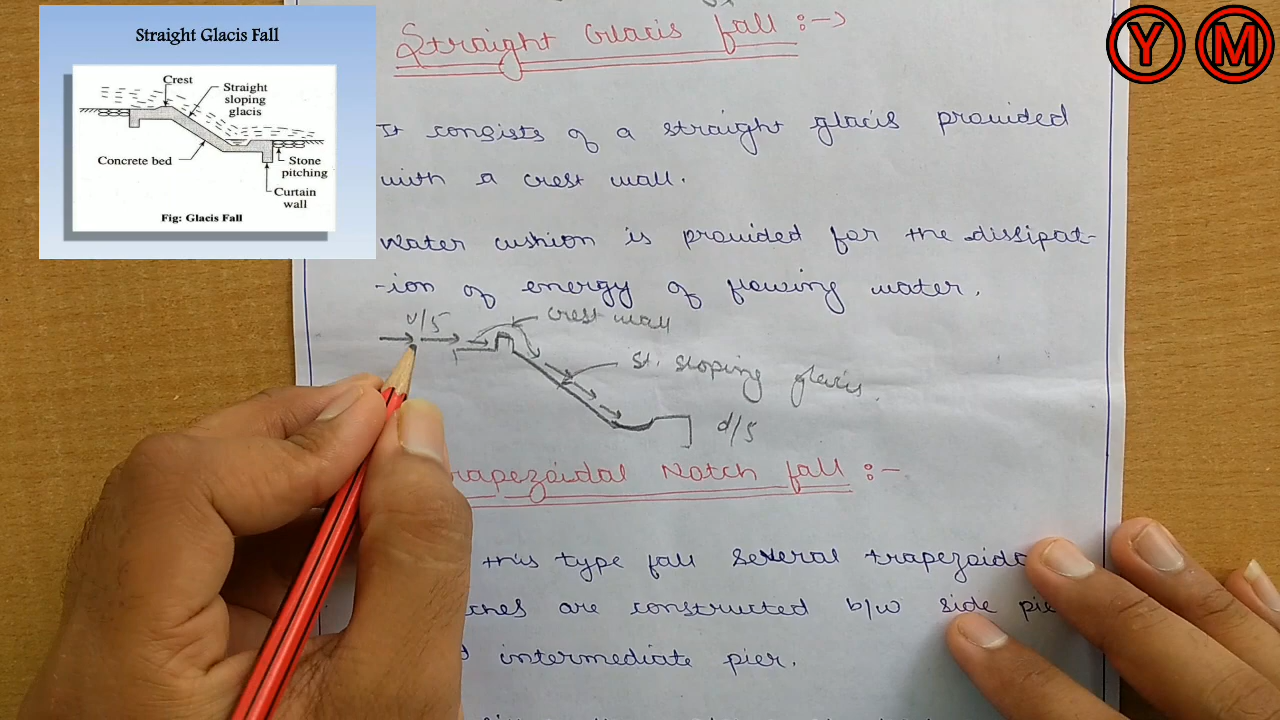 Straight Glacis Fall
Crest
Straight
sloping
glacis
Concrete bed
Stone
pitching
Curtain
wall
Fig: Glacis Fall
Y M
Straight Glacis fall :->
It consists of a straight glacis provided
with a crest wall.
Water cushion is provided for the dissipat-
-ion of energy of flowing water.
U/S
crest wall
st. sloping glacis.
d/s
Trapezoidal Notch fall :-
this type fall several trapezoida
ches are constructed b/w side pie
intermediate pier.